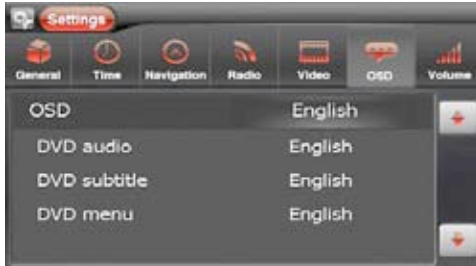 Settings
General Time Navigation Radio Video OSD Volume
OSD English
DVD audio English
DVD subtitle English
DVD menu English